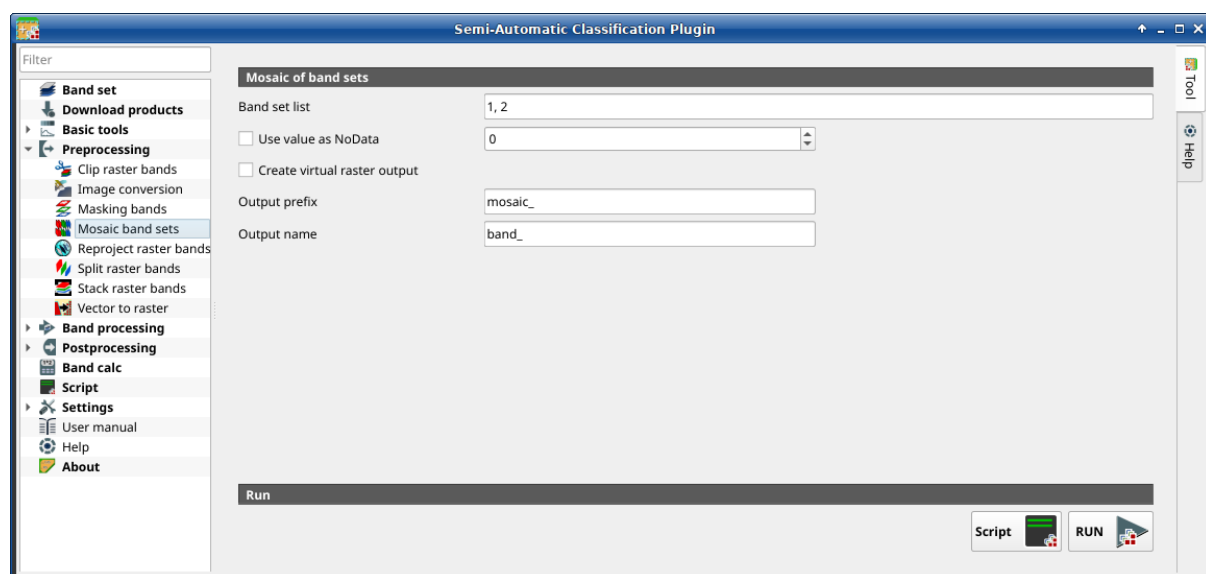 Semi-Automatic Classification Plugin
Filter
Band set
Download products
Basic tools
Preprocessing
Clip raster bands
Image conversion
Masking bands
Mosaic band sets
Reproject raster bands
Split raster bands
Stack raster bands
Vector to raster
Band processing
Postprocessing
Band calc
Script
Settings
User manual
Help
About
Mosaic of band sets
Band set list
1, 2
Use value as NoData
0
Create virtual raster output
Output prefix
mosaic_
Output name
band_
Run
Script
RUN
Tool
Help